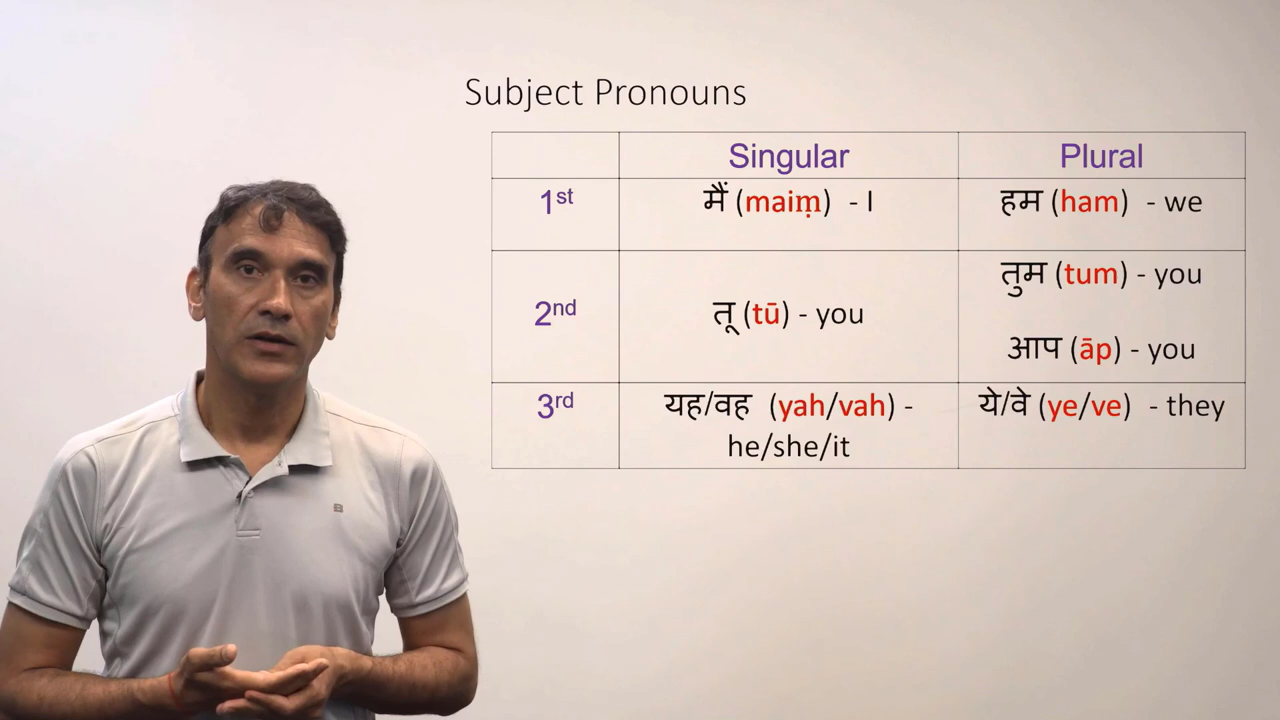 Subject Pronouns
Singular Plural
1st मैं (maiṃ) - I हम (ham) - we
2nd तू (tū) - you तुम (tum) - you
आप (āp) - you
3rd यह/वह (yah/vah) - ये/वे (ye/ve) - they
he/she/it
B